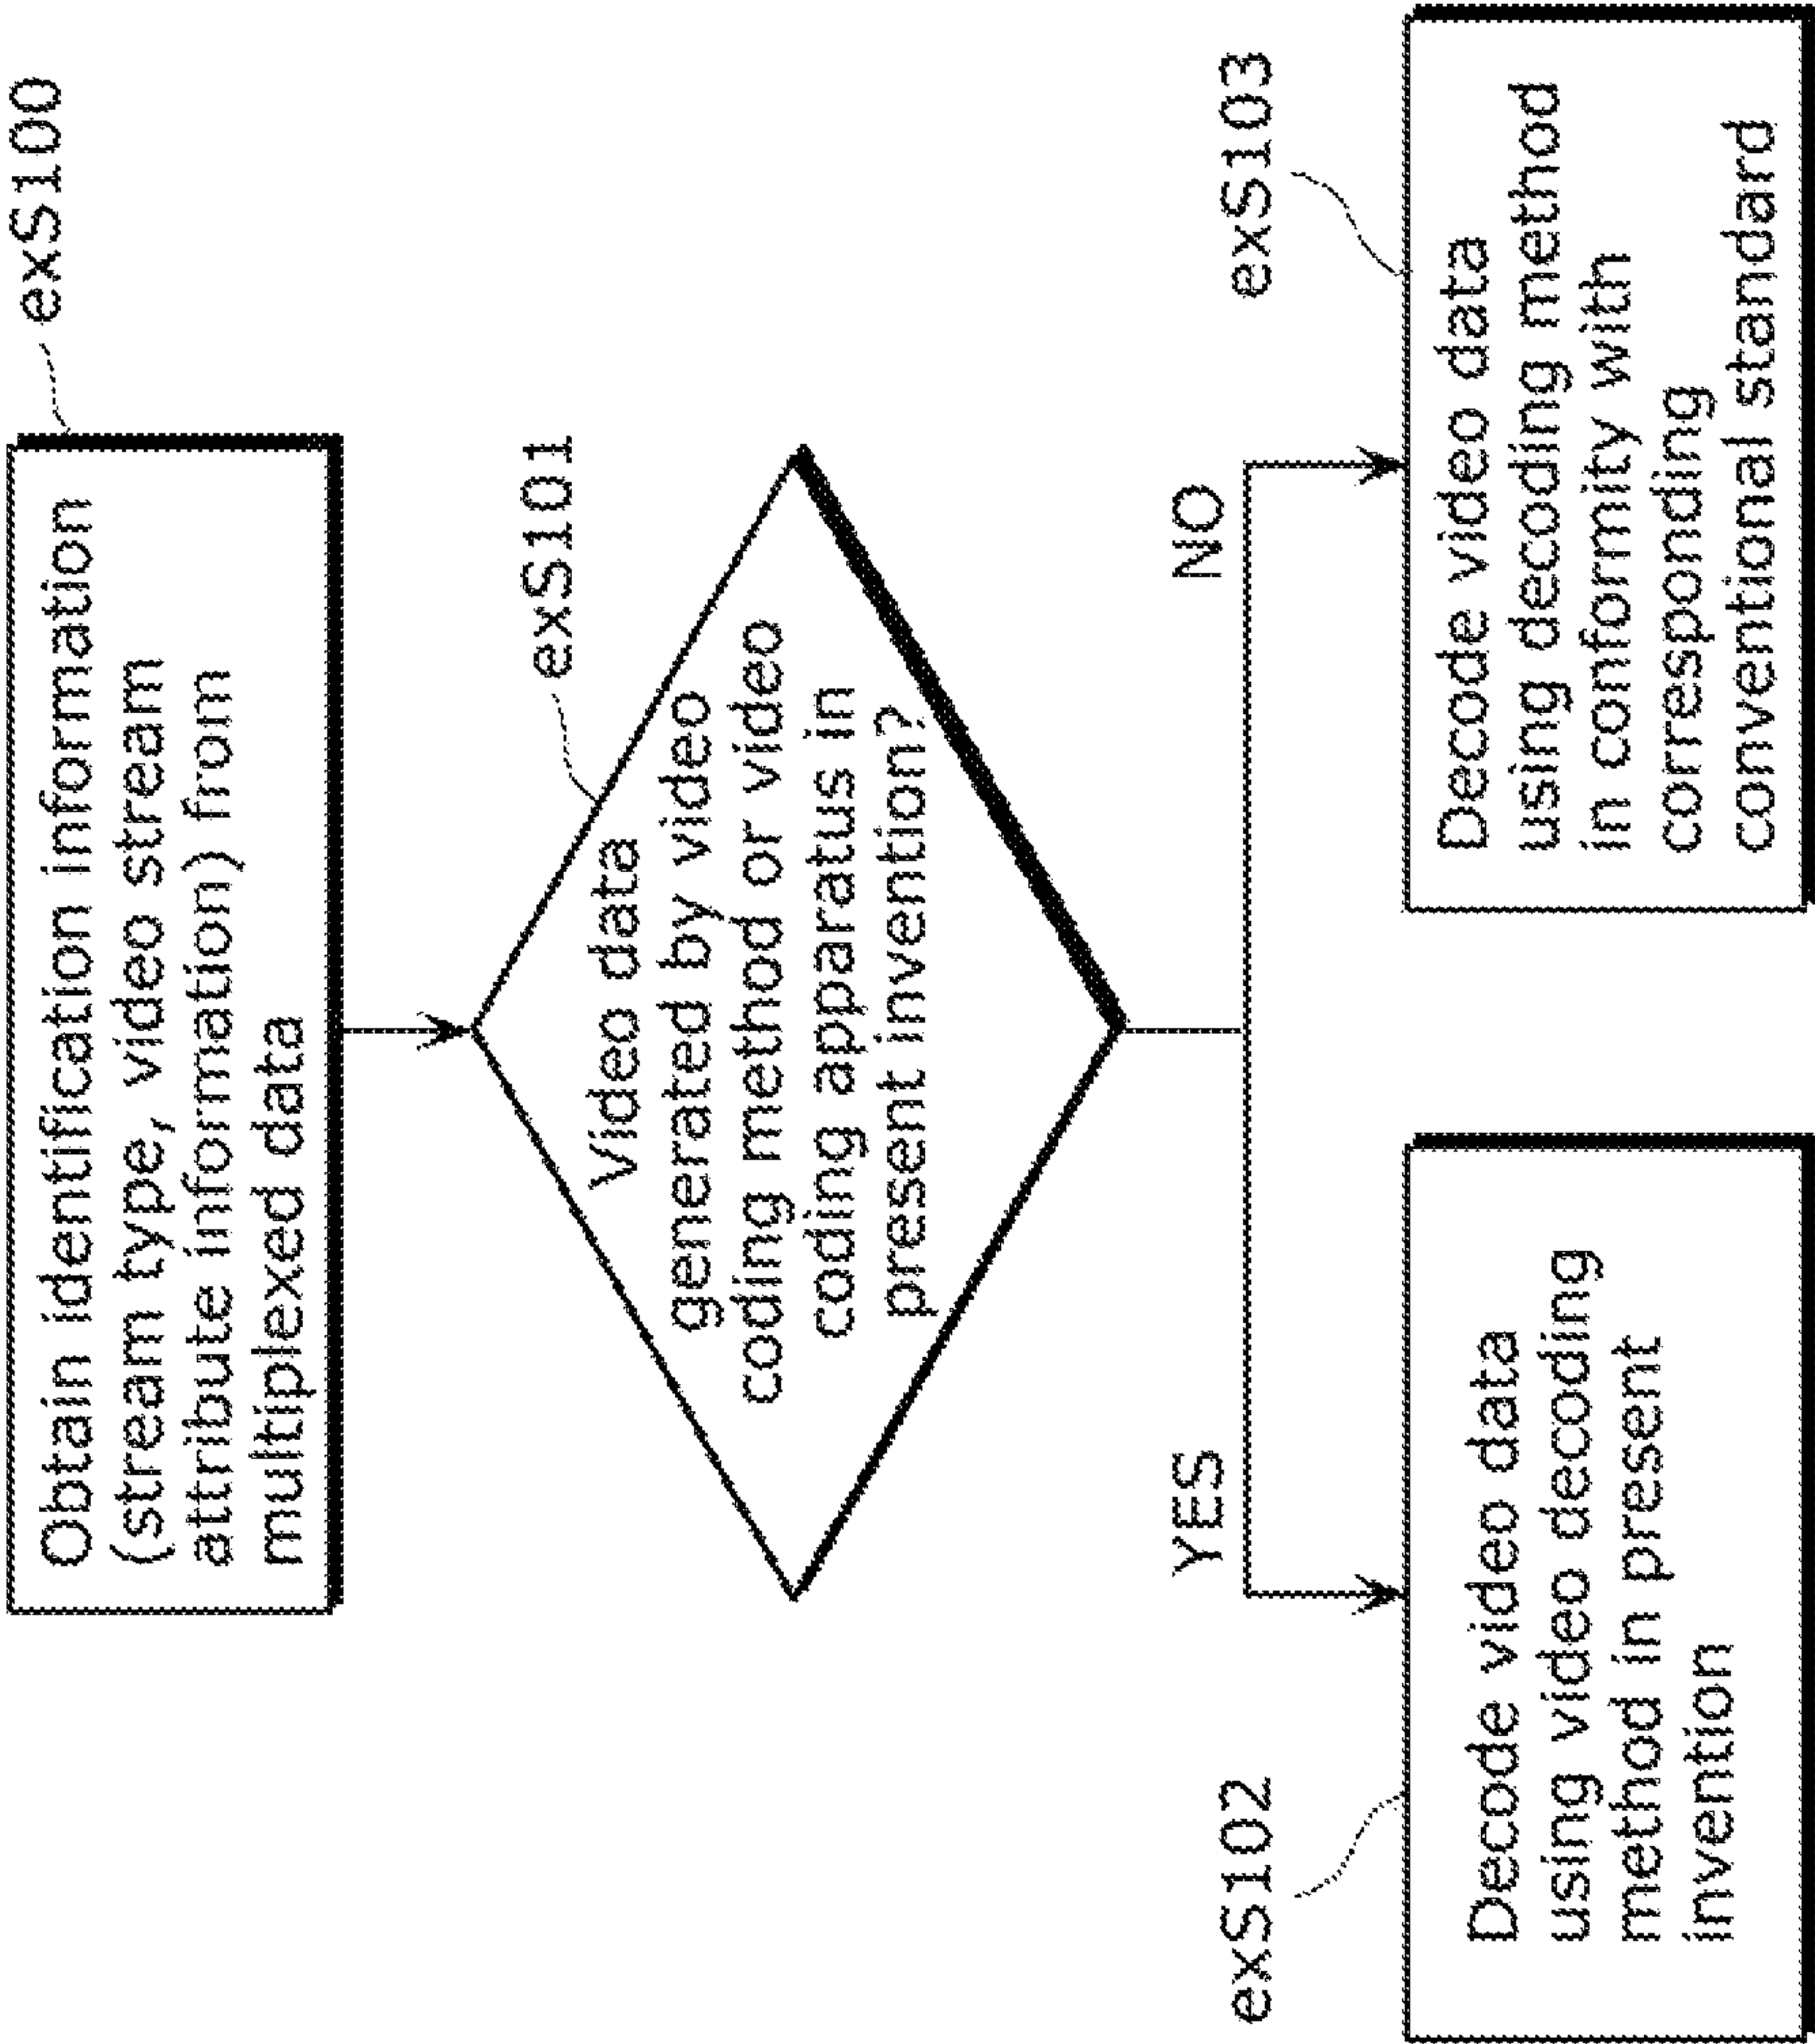 Obtain identification information
(stream type, video stream
attribute information) from
multiplexed data
exS100
exS101
Video data
generated by video
coding method or video
coding apparatus in
present invention?
YES
NO
exS102
Decode video data
using video decoding
method in present
invention
exS103
Decode video data
using decoding method
in conformity with
corresponding
conventional standard